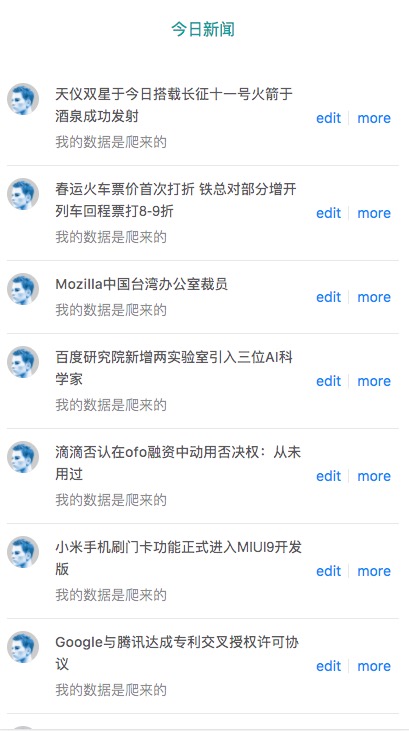 今日新闻
天仪双星于今日搭载长征十一号火箭于
酒泉成功发射
我的数据是爬来的
edit more
春运火车票价首次打折 铁总对部分增开
列车回程票打8-9折
我的数据是爬来的
edit more
Mozilla中国台湾办公室裁员
我的数据是爬来的
edit more
百度研究院新增两实验室引入三位AI科
学家
我的数据是爬来的
edit more
滴滴否认在ofo融资中动用否决权：从未
用过
我的数据是爬来的
edit more
小米手机刷门卡功能正式进入MIUI9开发
版
我的数据是爬来的
edit more
Google与腾讯达成专利交叉授权许可协
议
我的数据是爬来的
edit more